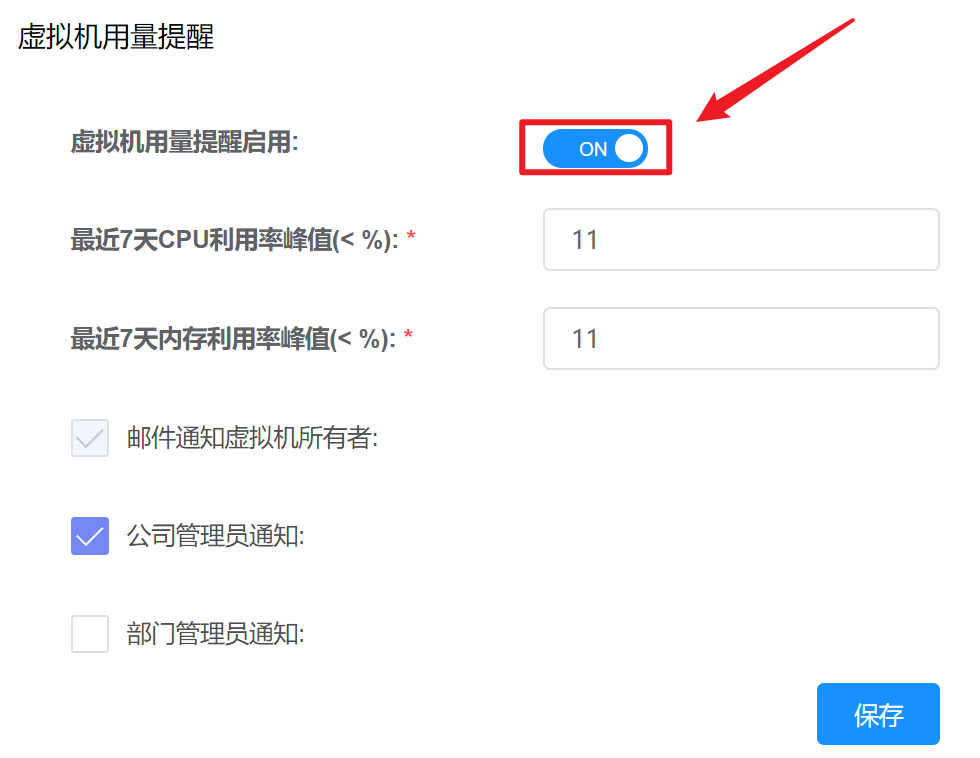 虚拟机用量提醒
虚拟机用量提醒启用: ON
最近7天CPU利用率峰值(< %): * 11
最近7天内存利用率峰值(< %): * 11
邮件通知虚拟机所有者:
公司管理员通知:
部门管理员通知:
保存